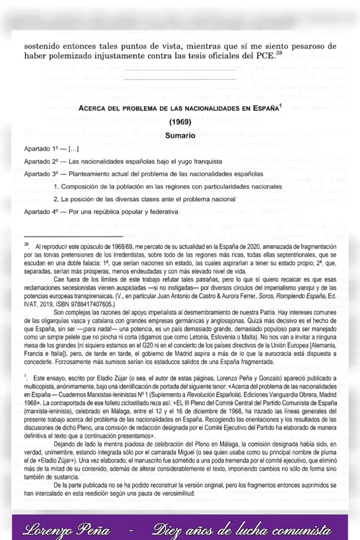 sostenido entonces tales puntos de vista, mientras que sí me siento pesaroso de
haber polemizado injustamente contra las tesis oficiales del PCE.³⁸
ACERCA DEL PROBLEMA DE LAS NACIONALIDADES EN ESPAÑA¹
(1969)
Sumario
Apartado 1º — [...]
Apartado 2º — Las nacionalidades españolas bajo el yugo franquista
Apartado 3º — Planteamiento actual del problema de las nacionalidades españolas
1. Composición de la población en las regiones con particularidades nacionales
2. La posición de las diversas clases ante el problema nacional
Apartado 4º — Por una república popular y federativa
³⁸. Al reproducir este opúsculo de 1968/69, me percato de su actualidad en la España de 2020, amenazada de fragmentación
por las torvas pretensiones de los irredentistas, sobre todo de las regiones más ricas, todas ellas septentrionales, que se
escudan en una doble falacia: 1ª, que serían naciones sin estado, las cuales aspirarían a tener su estado propio; 2ª, que,
separadas, serían más prósperas, menos endeudadas y con más elevado nivel de vida.
Cae fuera de los límites de este trabajo refutar tales patrañas, pero lo que sí quiero recalcar es que esas
reclamaciones secesionistas vienen auspiciadas —si no instigadas— por diversos círculos del imperialismo yanqui y de las
potencias europeas transpirenaicas. (V., en particular Juan Antonio de Castro & Aurora Ferrer, Soros, Rompiendo España, Ed.
IVAT, 2019, ISBN 9788417407605.)
Son complejas las razones del apoyo imperialista al desmembramiento de nuestra Patria. Hay intereses comunes
de las oligarquías vasca y catalana con grandes empresas germánicas y anglosajonas. Quizá más decisivo es el hecho de
que España, sin ser —¡para nada!— una potencia, es un país demasiado grande, demasiado populoso para ser manejado
como un simple pelele que no pincha ni corta (digamos que como Letonia, Eslovenia o Malta). No nos van a invitar a ninguna
mesa de los grandes (ni siquiera estamos en el G20 ni en el concierto de los países directivos de la Unión Europea [Alemania,
Francia e Italia]), pero, de tarde en tarde, el gobierno de Madrid aspira a más de lo que la eurocracia está dispuesta a
concederle. Forzosamente más sumisos serían los estaducos salidos de una España fragmentada.
¹. Este ensayo, escrito por Eladio Zújar (o sea, el autor de estas páginas, Lorenzo Peña y Gonzalo) apareció publicado a
multicopista, anónimamente, bajo una identificación de portada del siguiente tenor: «Acerca del problema de las nacionalidades
en España — Cuadernos Marxistas-leninistas Nº 1 (Suplemento a Revolución Española), Ediciones Vanguardia Obrera, Madrid
1969». La contraportada de ese folleto ciclostilado reza así: «EL III Pleno del Comité Central del Partido Comunista de España
(marxista-leninista), celebrado en Málaga, entre el 12 y el 16 de diciembre de 1968, ha trazado las líneas generales del
presente trabajo acerca del problema de las nacionalidades en España. Recogiendo las orientaciones y los resultados de las
discusiones de dicho Pleno, una comisión de redacción designada por el Comité Ejecutivo del Partido ha elaborado de manera
definitiva el texto que a continuación presentamos».
Dejando de lado la mentira piadosa de celebración del Pleno en Málaga, la comisión designada había sido, en
verdad, unimembre, estando integrada sólo por el camarada Miguel (o sea quien usaba como su principal nombre de pluma
el de «Eladio Zújar»). Una vez elaborado, el manuscrito fue sometido a una poda tremenda por el comité ejecutivo, que eliminó
más de la mitad de su contenido, además de alterar considerablemente el texto, imponiendo cambios no sólo de forma sino
también de sustancia.
De la parte publicada no se ha podido reconstruir la versión original, pero los fragmentos entonces suprimidos se
han intercalado en esta reedición según una pauta de verosimilitud.
Lorenzo Peña - Diez años de lucha comunista